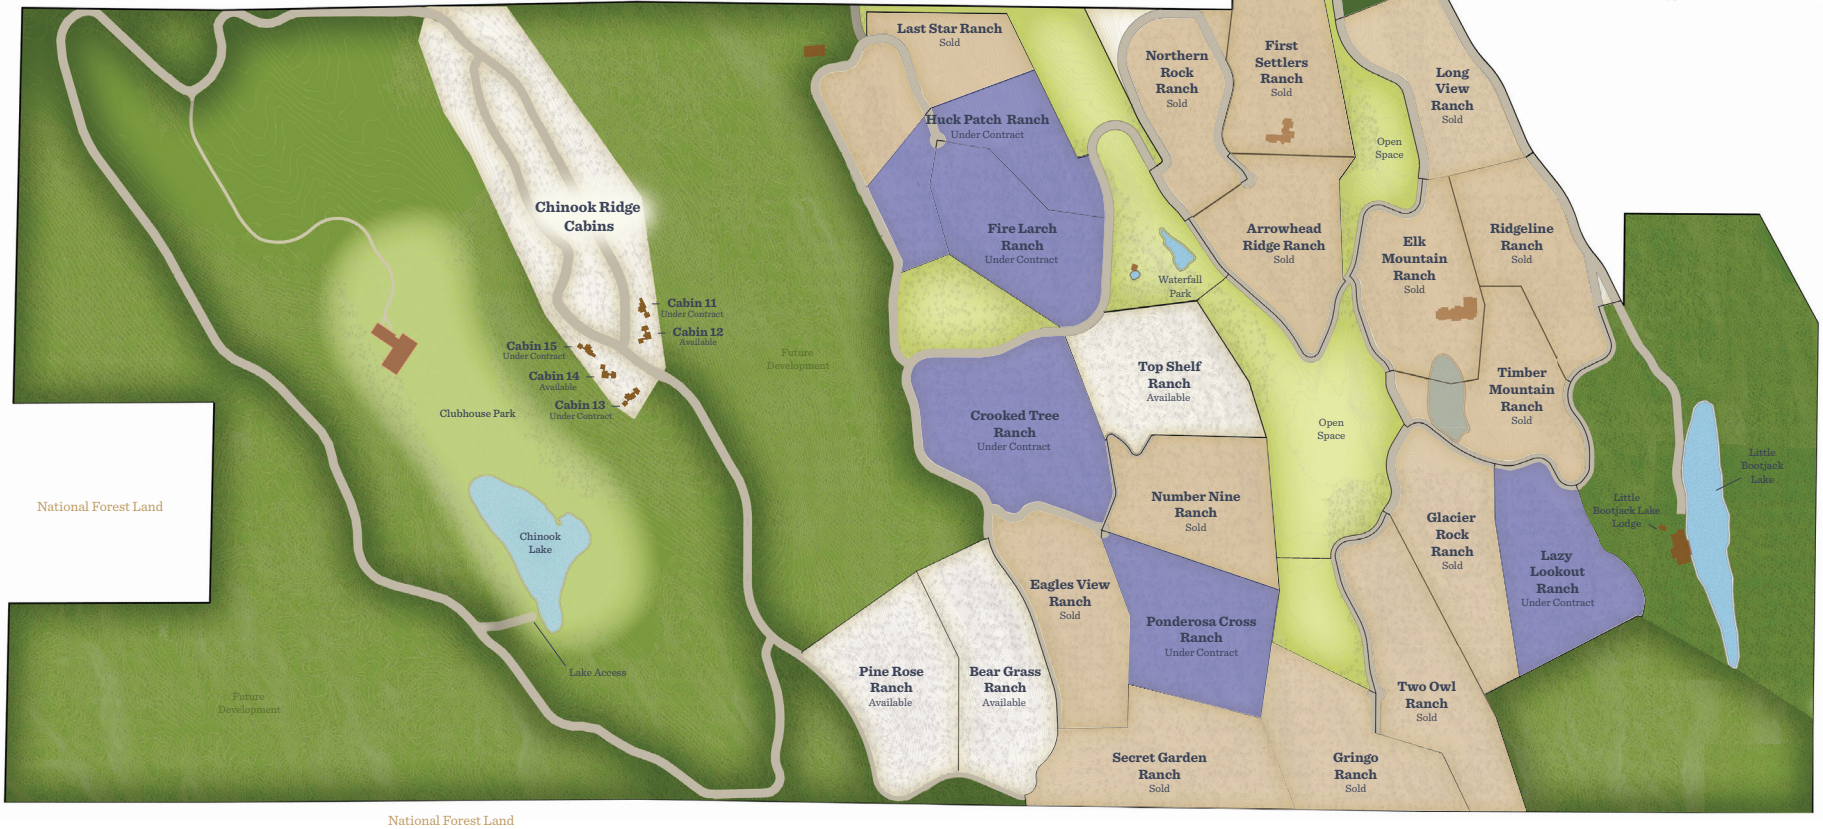 Last Star Ranch
Sold
Northern
Rock
Ranch
Sold
First
Settlers
Ranch
Sold
Long
View
Ranch
Sold
Huck Patch Ranch
Under Contract
Open
Space
Chinook Ridge
Cabins
Fire Larch
Ranch
Under Contract
Arrowhead
Ridge Ranch
Sold
Elk
Mountain
Ranch
Sold
Ridgeline
Ranch
Sold
Waterfall
Park
Cabin 11
Under Contract
Cabin 12
Available
Cabin 15
Under Contract
Cabin 14
Available
Cabin 13
Under Contract
Future
Development
Top Shelf
Ranch
Available
Timber
Mountain
Ranch
Sold
Clubhouse Park
Crooked Tree
Ranch
Under Contract
Open
Space
Little
Bootjack
Lake
National Forest Land
Number Nine
Ranch
Sold
Little
Bootjack Lake
Lodge
Glacier
Rock
Ranch
Sold
Chinook
Lake
Lazy
Lookout
Ranch
Under Contract
Eagles View
Ranch
Sold
Ponderosa Cross
Ranch
Under Contract
Lake Access
Pine Rose
Ranch
Available
Bear Grass
Ranch
Available
Future
Development
Two Owl
Ranch
Sold
Secret Garden
Ranch
Sold
Gringo
Ranch
Sold
National Forest Land